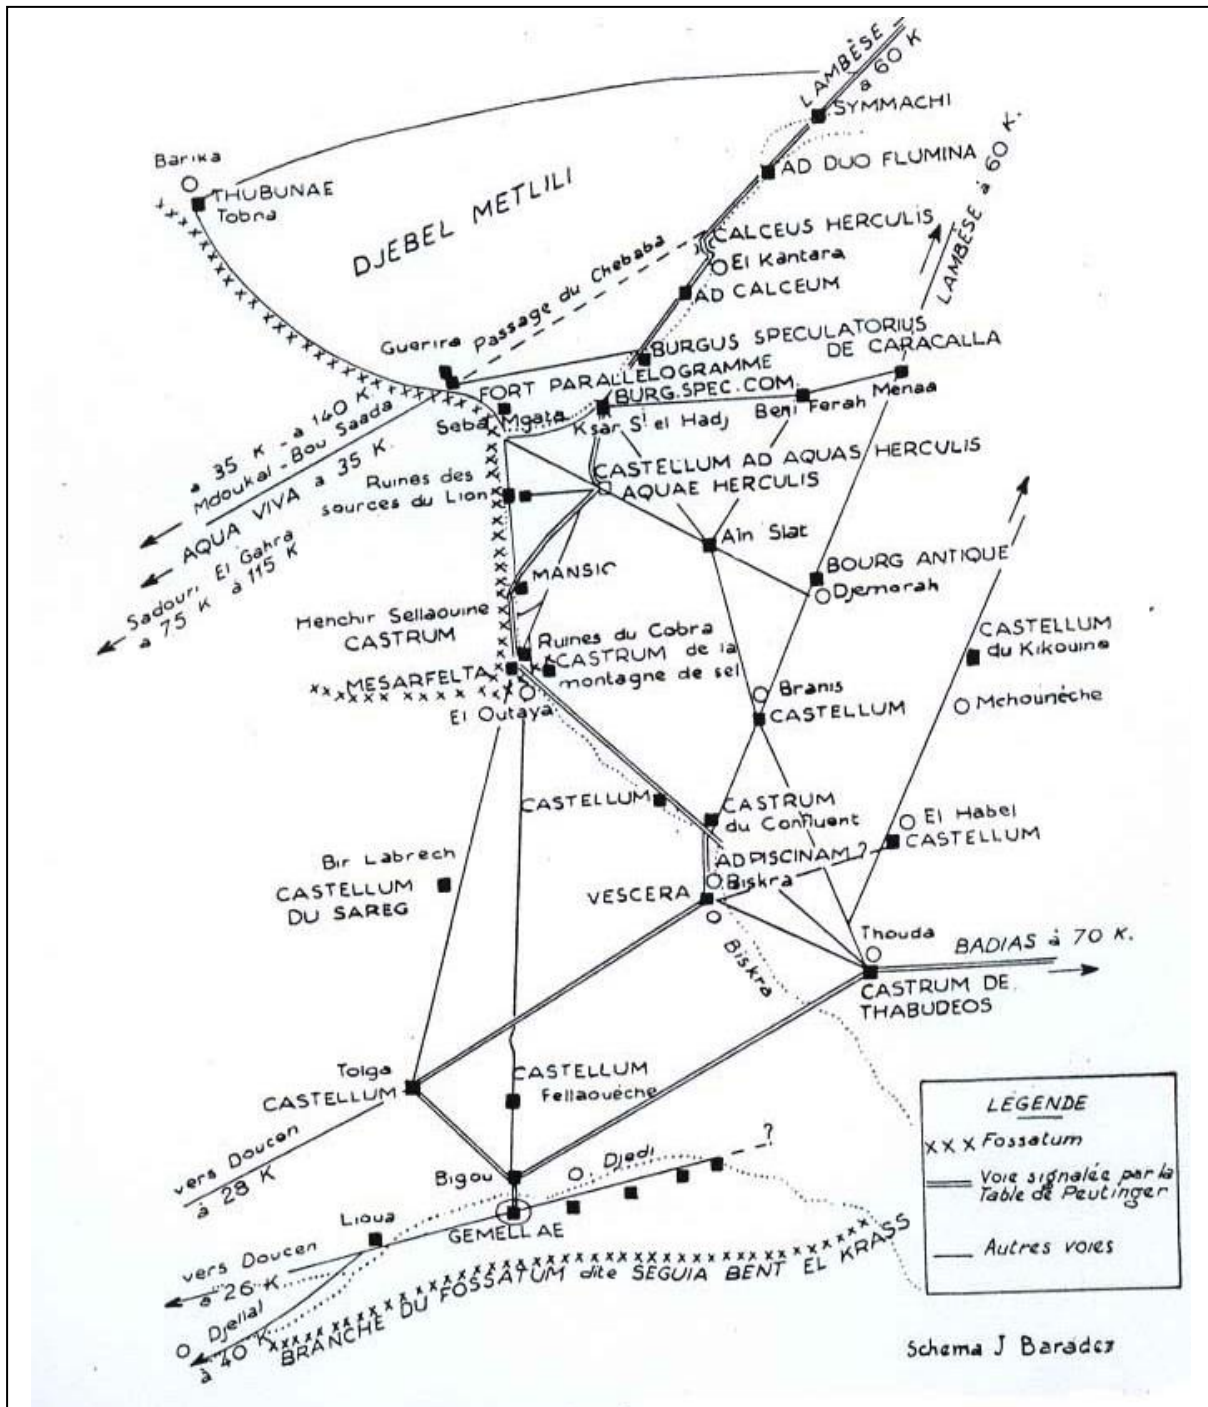 LAMBÈSE
a 60 K
SYMMACHI
Barika
THUBUNAE
Tobna
AD DUO FLUMINA
LAMBÈSE à 60 K.
DJEBEL METLILI
CALCEUS HERCULIS
El Kantara
Passage du Chebaba
AD CALCEUM
Guerira
BURGUS SPECULATORIUS
DE CARACALLA
FORT PARALLELOGRAMME
BURG.SPEC.COM.
Beni Ferah
Menaa
Seba Mgata
Ksar Sⁱ el Hadj
a 35 K - a 140 K
Mdoukal-Bou Saada
AQUA VIVA a 35 K.
Sadouri El Gahra
a 75 K à 115 K
CASTELLUM AD AQUAS HERCULIS
AQUAE HERCULIS
Ruines des
sources du Lion
Aïn Slat
BOURG ANTIQUE
Djemorah
MANSIO
Henchir Sellaouine
CASTRUM
CASTELLUM
du Kikouine
Ruines du Cobra
CASTRUM de la
montagne de sel
MESARFELTA
El Outaya
Branis
CASTELLUM
Mchounèche
CASTELLUM
CASTRUM
du Confluent
El Habel
CASTELLUM
AD PISCINAM ?
Bir Labrech
CASTELLUM
DU SAREG
Biskra
VESCERA
Biskra
Thouda
BADIAS à 70 K.
CASTRUM DE
THABUDEOS
Tolga
CASTELLUM
CASTELLUM
Fellaouèche
vers Doucen
à 28 K
Bigou
Djedi
?
Lioua
GEMELLAE
vers Doucen
a 26 K
Djellal
à 40 K
BRANCHE DU FOSSATUM dite SEGUIA BENT EL KRASS
LÉGENDE
x x x Fossatum
Voie signalée par la
Table de Peutinger
Autres voies
Schema J Baradez